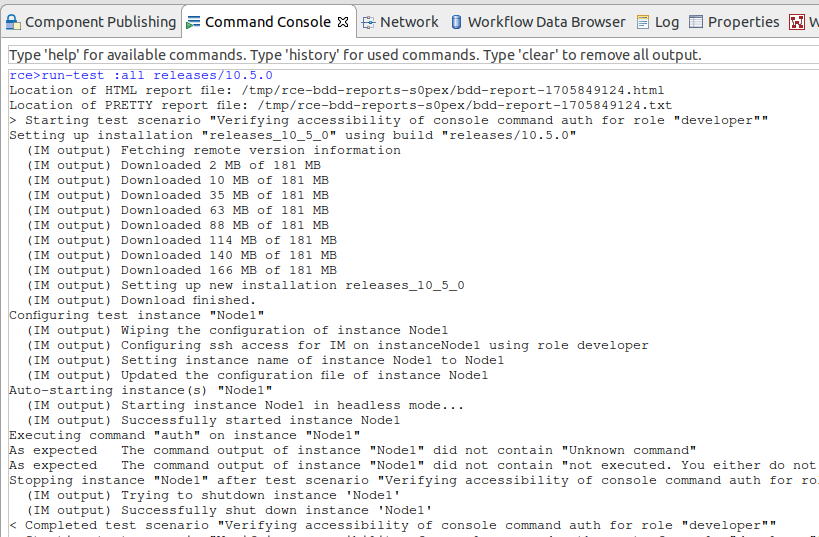 Component Publishing Command Console Network Workflow Data Browser Log Properties W
Type 'help' for available commands. Type 'history' for used commands. Type 'clear' to remove all output.
rce>run-test :all releases/10.5.0
Location of HTML report file: /tmp/rce-bdd-reports-s0pex/bdd-report-1705849124.html
Location of PRETTY report file: /tmp/rce-bdd-reports-s0pex/bdd-report-1705849124.txt
> Starting test scenario "Verifying accessibility of console command auth for role "developer""
Setting up installation "releases_10_5_0" using build "releases/10.5.0"
(IM output) Fetching remote version information
(IM output) Downloaded 2 MB of 181 MB
(IM output) Downloaded 10 MB of 181 MB
(IM output) Downloaded 35 MB of 181 MB
(IM output) Downloaded 63 MB of 181 MB
(IM output) Downloaded 88 MB of 181 MB
(IM output) Downloaded 114 MB of 181 MB
(IM output) Downloaded 140 MB of 181 MB
(IM output) Downloaded 166 MB of 181 MB
(IM output) Setting up new installation releases_10_5_0
(IM output) Download finished.
Configuring test instance "Node1"
(IM output) Wiping the configuration of instance Node1
(IM output) Configuring ssh access for IM on instanceNode1 using role developer
(IM output) Setting instance name of instance Node1 to Node1
(IM output) Updated the configuration file of instance Node1
Auto-starting instance(s) "Node1"
(IM output) Starting instance Node1 in headless mode...
(IM output) Successfully started instance Node1
Executing command "auth" on instance "Node1"
As expected The command output of instance "Node1" did not contain "Unknown command"
As expected The command output of instance "Node1" did not contain "not executed. You either do not
Stopping instance "Node1" after test scenario "Verifying accessibility of console command auth for ro
(IM output) Trying to shutdown instance 'Node1'
(IM output) Successfully shut down instance 'Node1'
< Completed test scenario "Verifying accessibility of console command auth for role "developer""